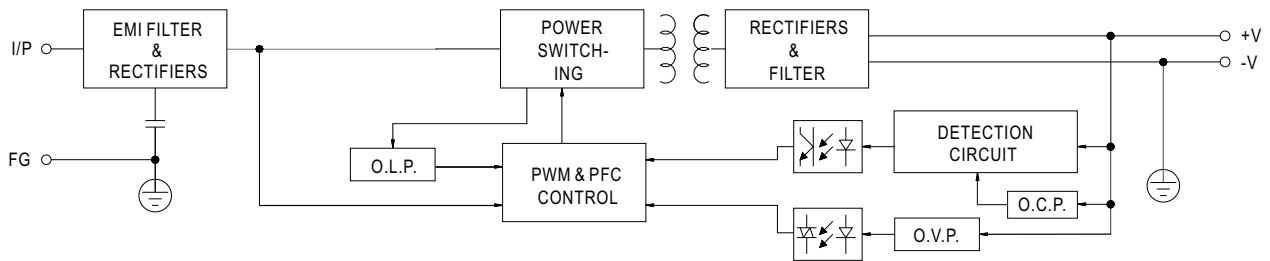 I/P
EMI FILTER
&
RECTIFIERS
POWER
SWITCH-
ING
RECTIFIERS
&
FILTER
+V
-V
FG
O.L.P.
PWM & PFC
CONTROL
DETECTION
CIRCUIT
O.C.P.
O.V.P.